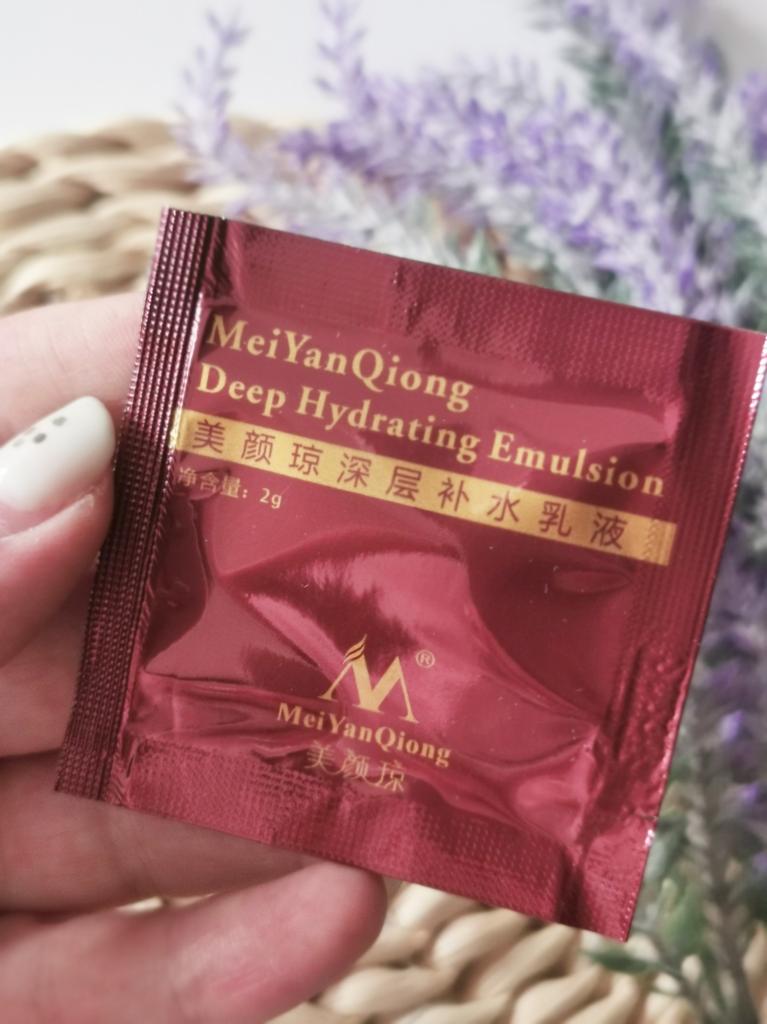 MeiYanQiong
Deep Hydrating Emulsion
美颜琼深层补水乳液
净含量：2g
M®
MeiYanQiong
美颜琼